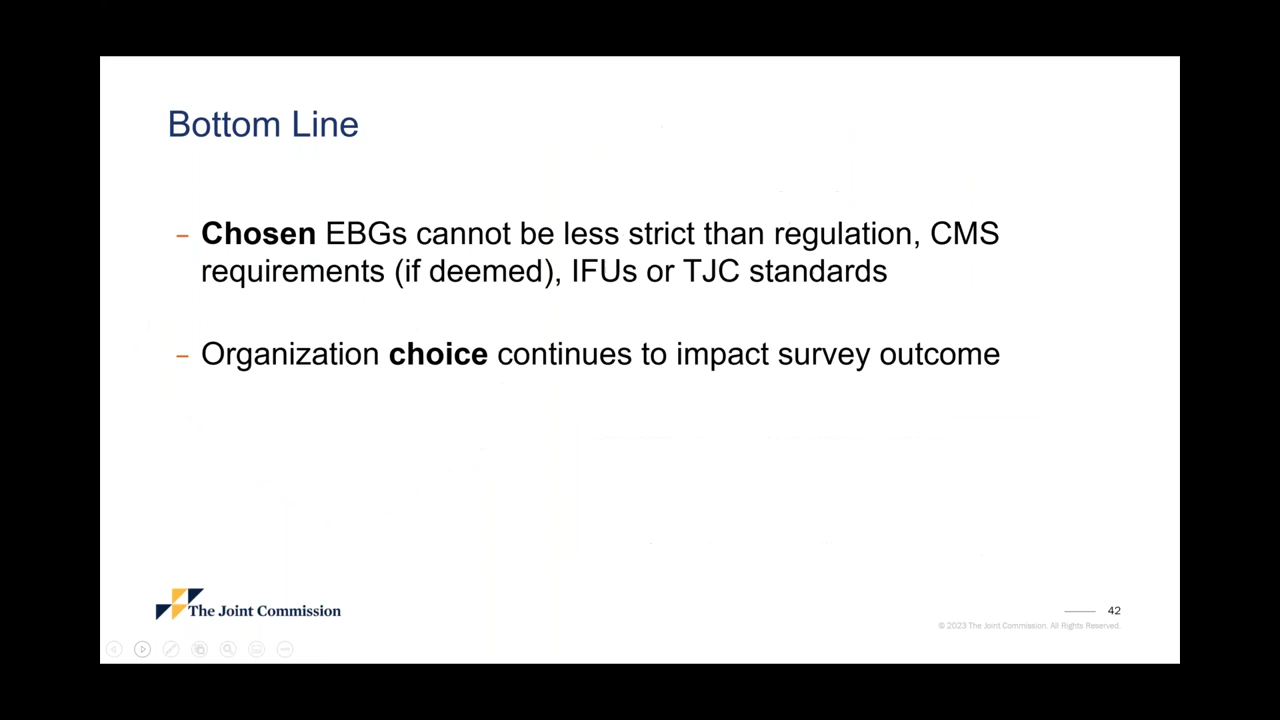 Bottom Line
– Chosen EBGs cannot be less strict than regulation, CMS
requirements (if deemed), IFUs or TJC standards
– Organization choice continues to impact survey outcome
The Joint Commission
42
© 2023 The Joint Commission. All Rights Reserved.